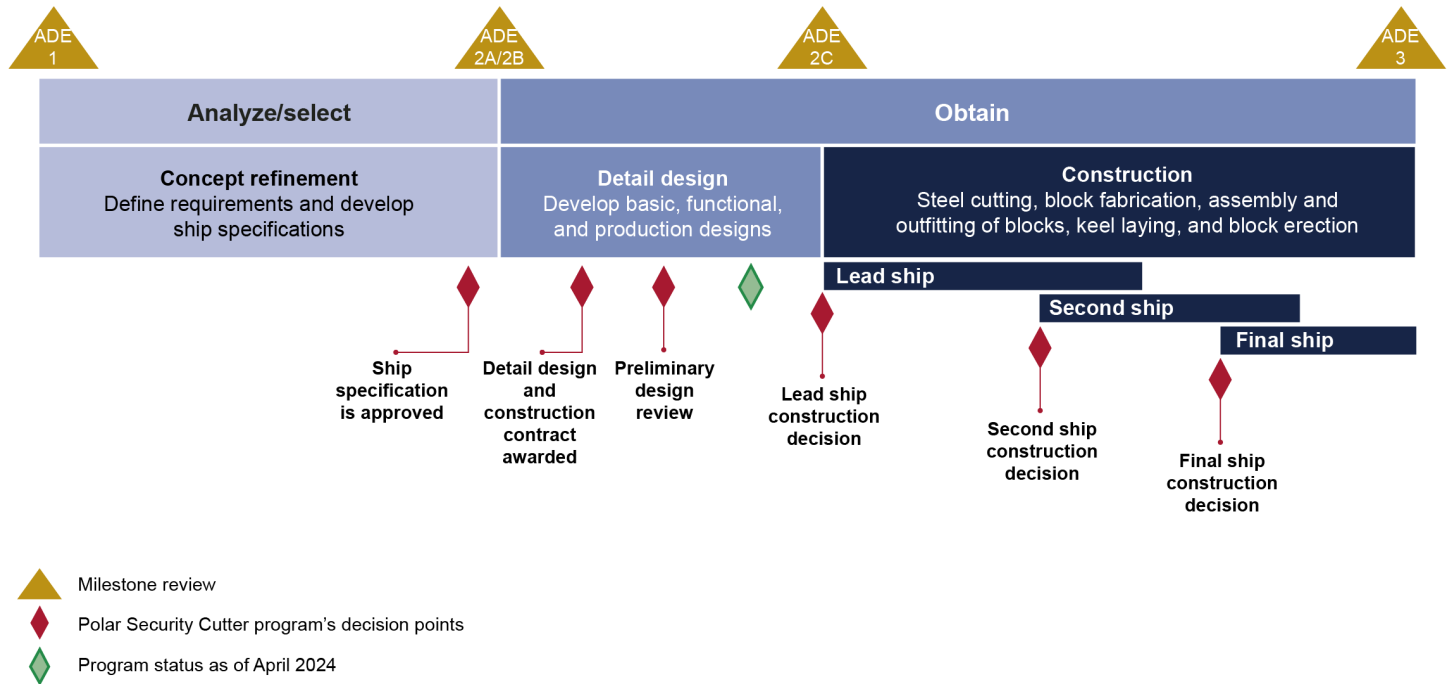 ADE
1
ADE
2A/2B
ADE
2C
ADE
3
Analyze/select
Obtain
Concept refinement
Define requirements and develop
ship specifications
Detail design
Develop basic, functional,
and production designs
Construction
Steel cutting, block fabrication, assembly and
outfitting of blocks, keel laying, and block erection
Lead ship
Second ship
Final ship
Ship
specification
is approved
Detail design
and
construction
contract
awarded
Preliminary
design
review
Lead ship
construction
decision
Second ship
construction
decision
Final ship
construction
decision
Milestone review
Polar Security Cutter program’s decision points
Program status as of April 2024